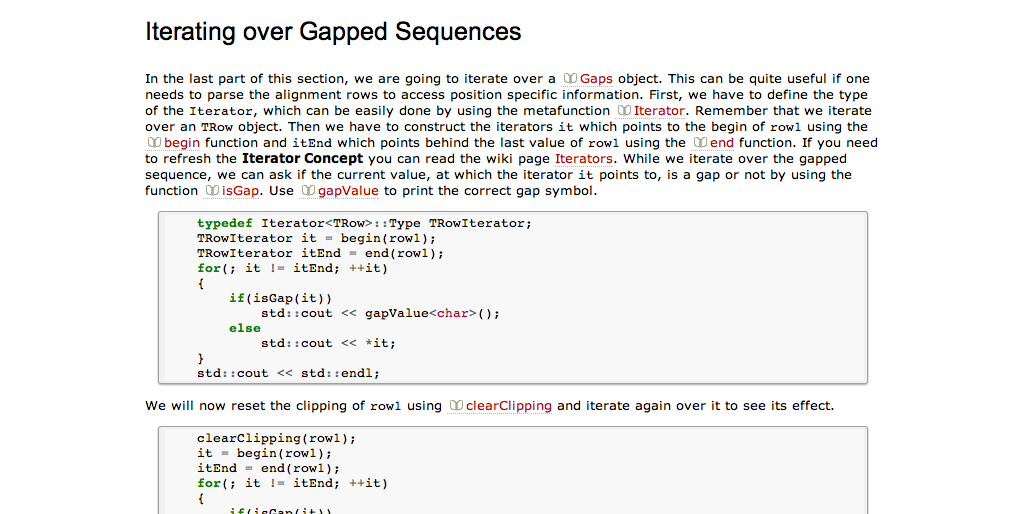 Iterating over Gapped Sequences
In the last part of this section, we are going to iterate over a Gaps object. This can be quite useful if one
needs to parse the alignment rows to access position specific information. First, we have to define the type
of the Iterator, which can be easily done by using the metafunction Iterator. Remember that we iterate
over an TRow object. Then we have to construct the iterators it which points to the begin of row1 using the
begin function and itEnd which points behind the last value of row1 using the end function. If you need
to refresh the Iterator Concept you can read the wiki page Iterators. While we iterate over the gapped
sequence, we can ask if the current value, at which the iterator it points to, is a gap or not by using the
function isGap. Use gapValue to print the correct gap symbol.
typedef Iterator<TRow>::Type TRowIterator;
TRowIterator it = begin(row1);
TRowIterator itEnd = end(row1);
for(; it != itEnd; ++it)
{
if(isGap(it))
std::cout << gapValue<char>();
else
std::cout << *it;
}
std::cout << std::endl;
We will now reset the clipping of row1 using clearClipping and iterate again over it to see its effect.
clearClipping(row1);
it = begin(row1);
itEnd = end(row1);
for(; it != itEnd; ++it)
{
if(isGap(it))